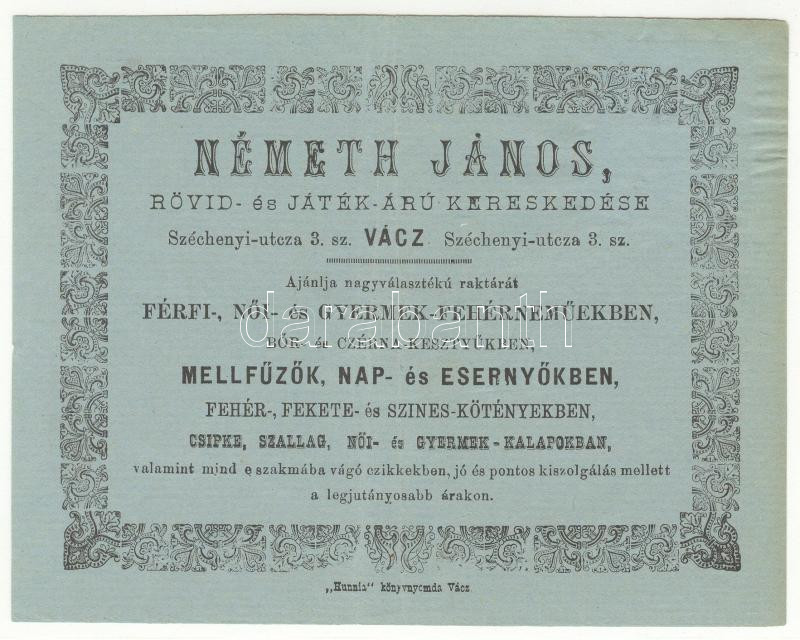 NÉMETH JÁNOS,
RÖVID- és JÁTÉK-ÁRÚ KERESKEDÉSE
Széchenyi-utcza 3. sz. VÁCZ Széchenyi-utcza 3. sz.
Ajánlja nagyválasztékú raktárát
FÉRFI-, NŐI- és GYERMEK-FEHÉRNEMŰEKBEN,
darabanth
BŐR- és CZÉRNA-KESZTYŰKBEN,
MELLFŰZŐK, NAP- és ESERNYŐKBEN,
FEHÉR-, FEKETE- és SZINES-KÖTÉNYEKBEN,
CSIPKE, SZALLAG, NŐI- és GYERMEK-KALAPOKBAN,
valamint mind e szakmába vágó czikkekben, jó és pontos kiszolgálás mellett
a legjutányosabb árakon.
„Hunnia" könyvnyomda Vácz